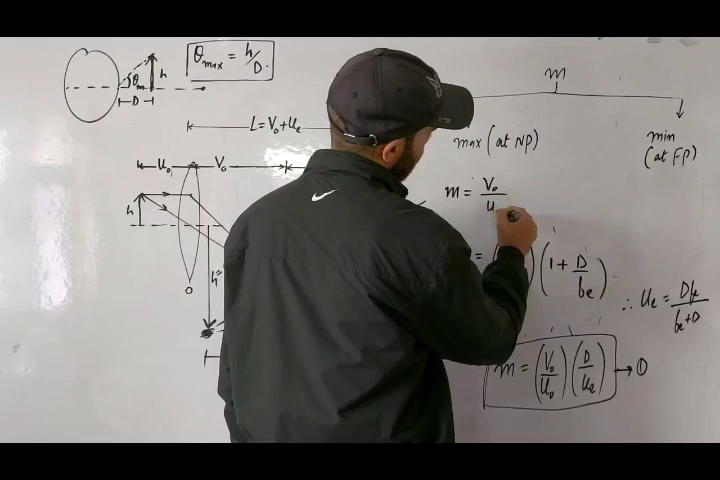 θmax = h/D.
m
θm
h
D
L = V₀ + Ue
max (at NP)
min
(at FP)
U₀ V₀
m = V₀
u
h
= (1 + D/fe)
∴ Ue = Dfe/fe+D
h"
O
m = (V₀/U₀)(D/Ue) → ①